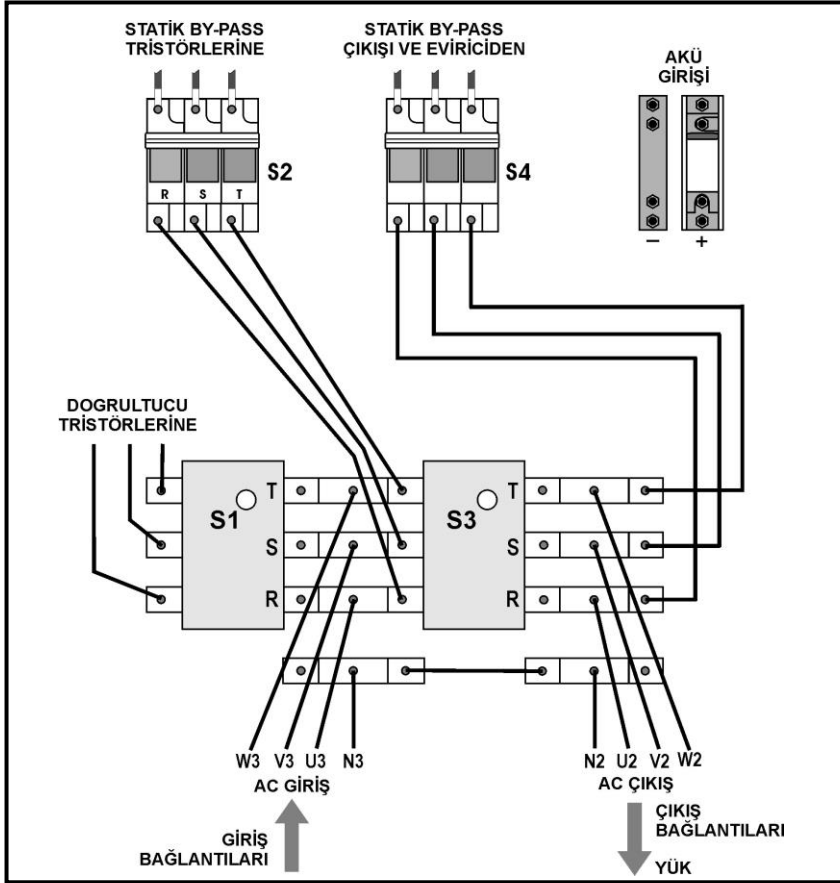 STATİK BY-PASS
TRİSTÖRLERINE
STATİK BY-PASS
ÇIKIŞI VE EVİRİCİDEN
AKÜ
GİRİŞİ
S2
R S T
S4
– +
DOGRULTUCU
TRİSTÖRLERİNE
S1
T
S
R
S3
T
S
R
W3 V3 U3 N3
AC GİRİŞ
N2 U2 V2 W2
AC ÇIKIŞ
GİRİŞ
BAĞLANTILARI
ÇIKIŞ
BAĞLANTILARI
YÜK